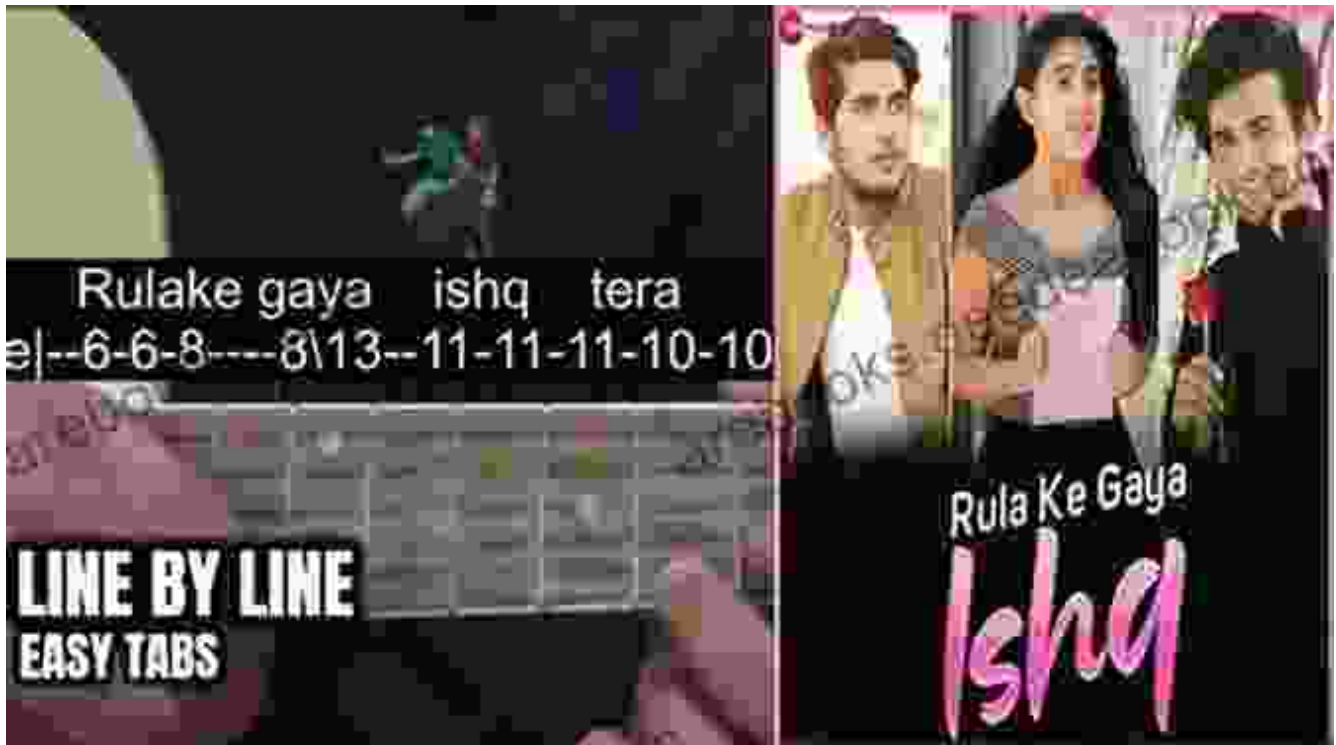 Rulake gaya ishq tera
e|--6-6-8----8\13--11-11-11-10-10
LINE BY LINE
EASY TABS
Rula Ke Gaya
Ishq